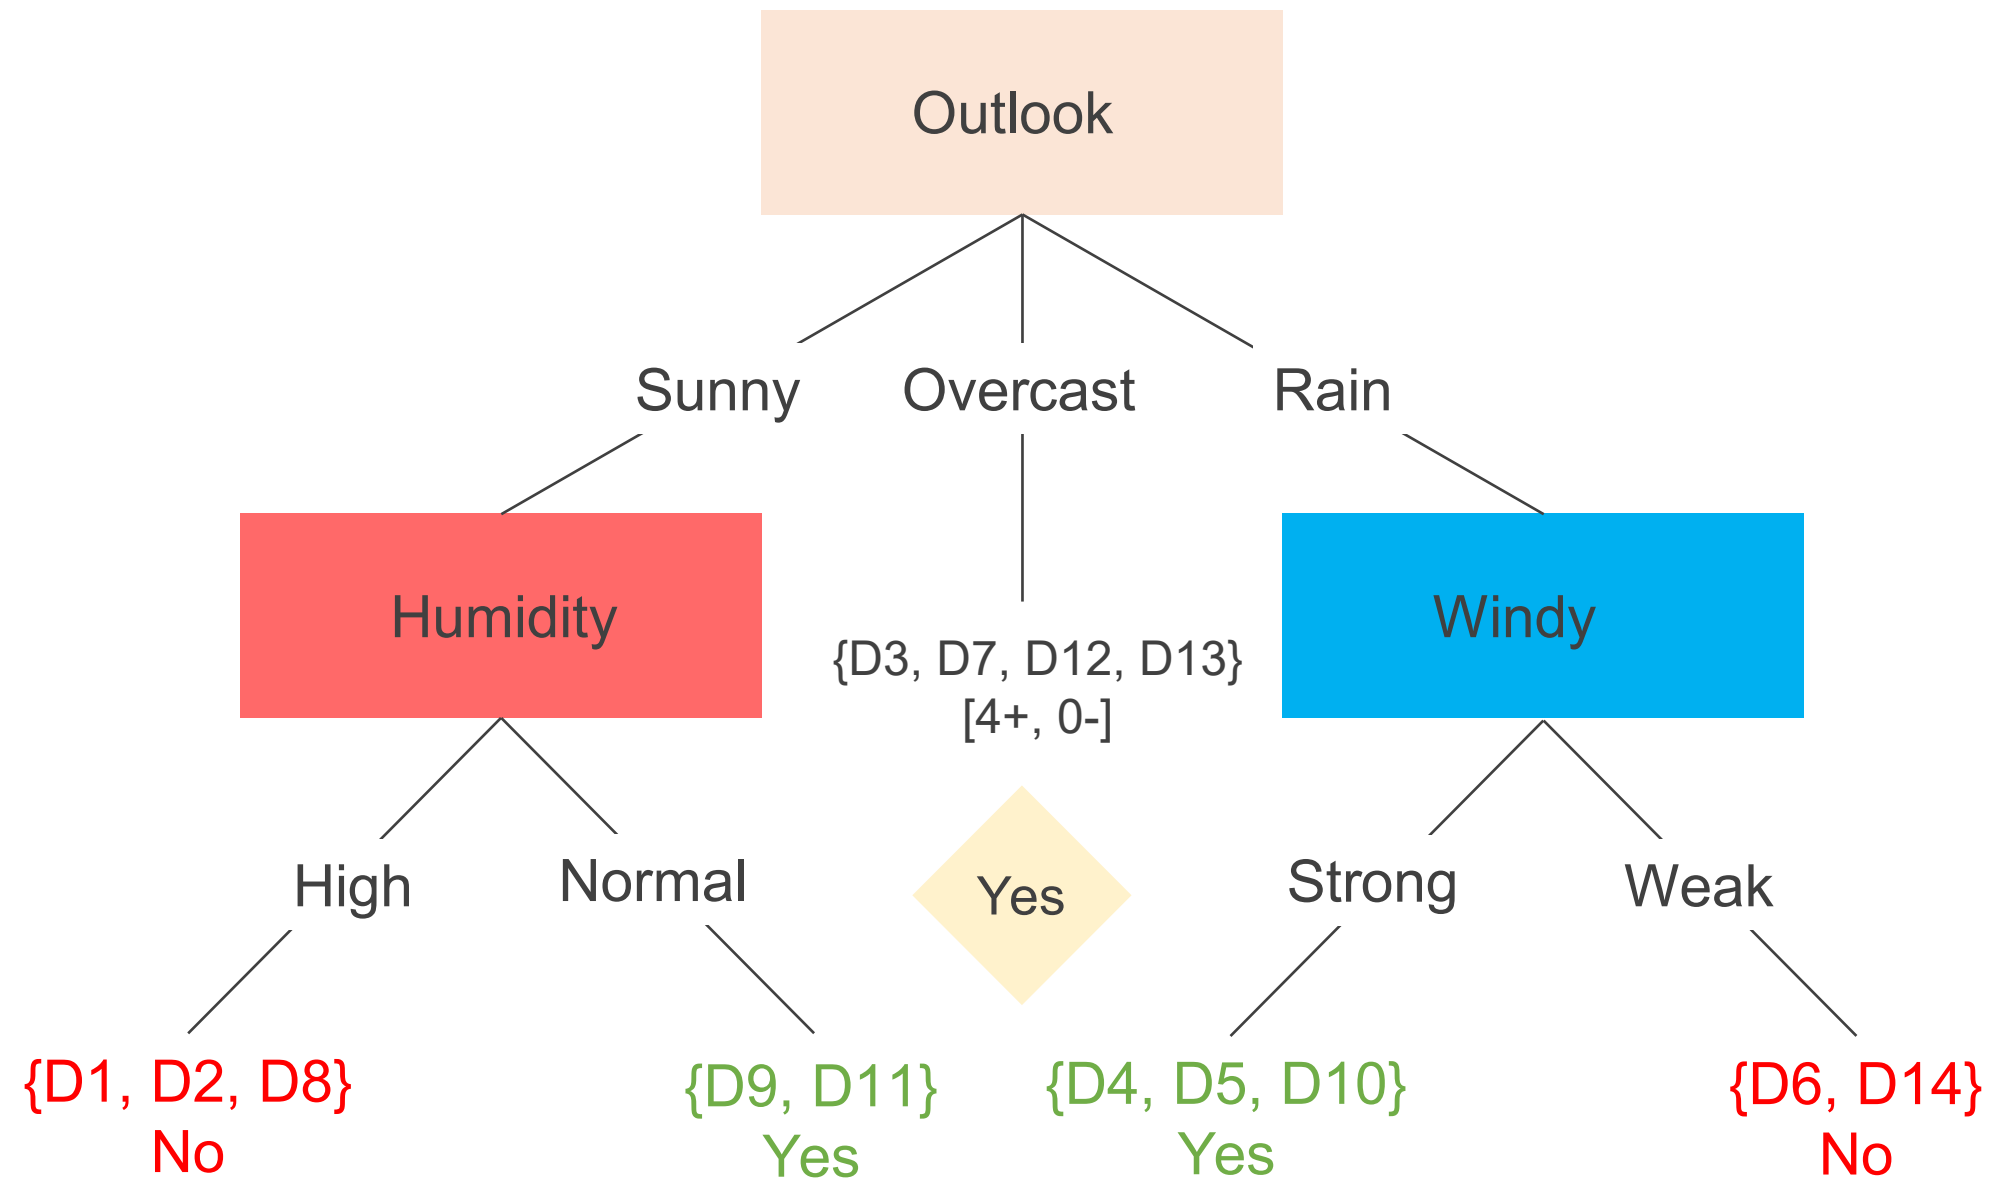 Outlook
Sunny
Overcast
Rain
Humidity
{D3, D7, D12, D13}
[4+, 0-]
Windy
High
Normal
Yes
Strong
Weak
{D1, D2, D8}
No
{D9, D11}
Yes
{D4, D5, D10}
Yes
{D6, D14}
No